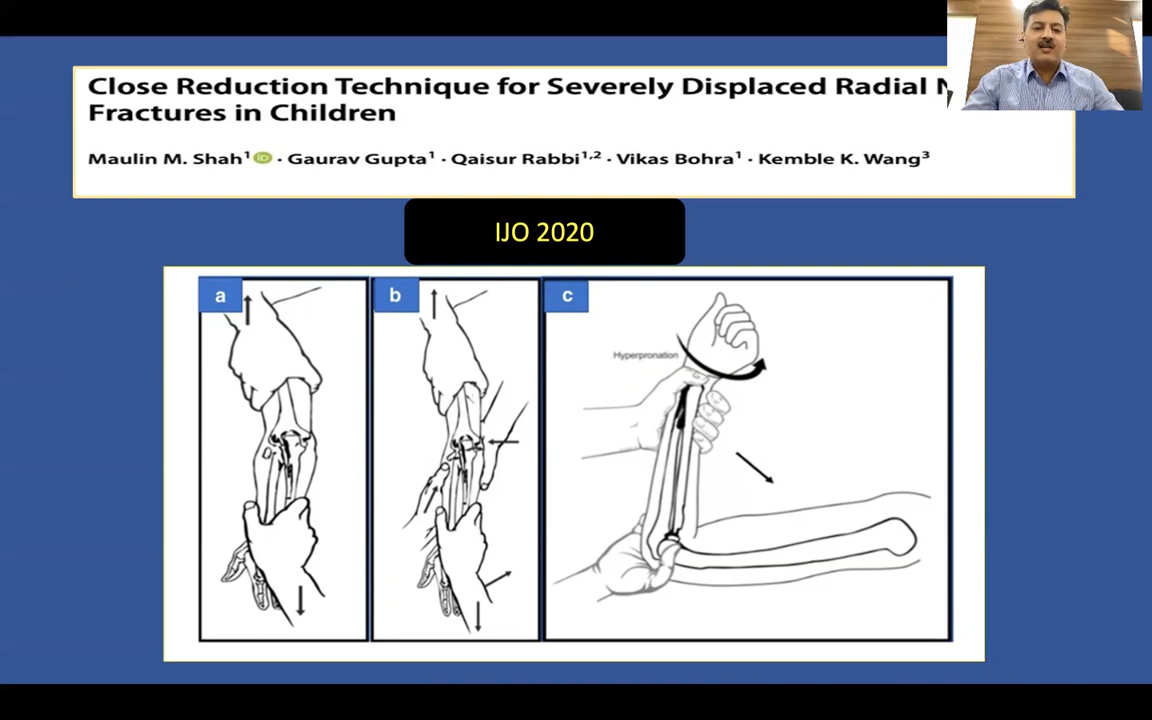 Close Reduction Technique for Severely Displaced Radial
Fractures in Children
Maulin M. Shah¹ · Gaurav Gupta¹ · Qaisur Rabbi¹,² · Vikas Bohra¹ · Kemble K. Wang³
IJO 2020
a
b
c
Hyperpronation